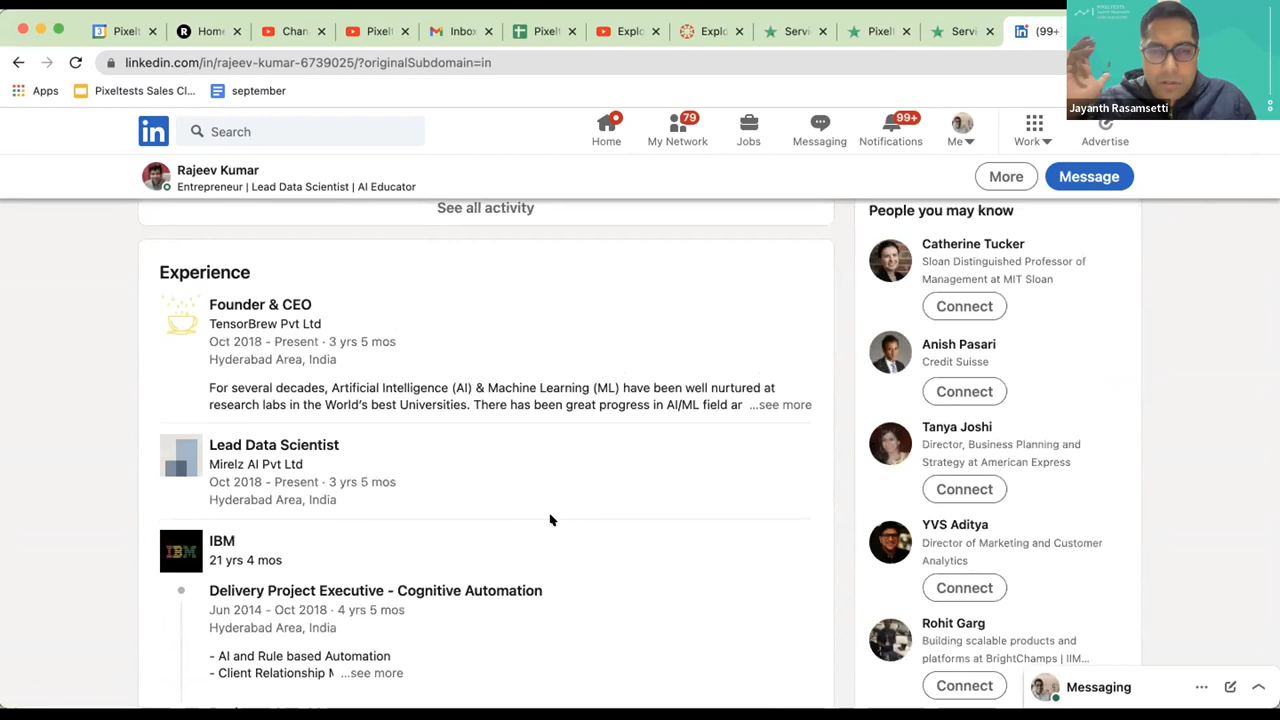 Pixelt
Home
Chan
Pixelt
Inbox
Pixelt
Explo
Explo
Servi
Pixelt
Servi
(99+)
linkedin.com/in/rajeev-kumar-6739025/?originalSubdomain=in
Apps
Pixeltests Sales Cl...
september
PIXELTESTS
Jayanth Rasamsetti
in
Search
Home
79
My Network
Jobs
Messaging
99+
Notifications
Me
Work
Advertise
Rajeev Kumar
Entrepreneur | Lead Data Scientist | AI Educator
More
Message
See all activity
Experience
Founder & CEO
TensorBrew Pvt Ltd
Oct 2018 - Present · 3 yrs 5 mos
Hyderabad Area, India
For several decades, Artificial Intelligence (AI) & Machine Learning (ML) have been well nurtured at
research labs in the World's best Universities. There has been great progress in AI/ML field ar ...see more
Lead Data Scientist
Mirelz AI Pvt Ltd
Oct 2018 - Present · 3 yrs 5 mos
Hyderabad Area, India
IBM
IBM
21 yrs 4 mos
Delivery Project Executive - Cognitive Automation
Jun 2014 - Oct 2018 · 4 yrs 5 mos
Hyderabad Area, India
- AI and Rule based Automation
- Client Relationship M ...see more
People you may know
Catherine Tucker
Sloan Distinguished Professor of
Management at MIT Sloan
Connect
Anish Pasari
Credit Suisse
Connect
Tanya Joshi
Director, Business Planning and
Strategy at American Express
Connect
YVS Aditya
Director of Marketing and Customer
Analytics
Connect
Rohit Garg
Building scalable products and
platforms at BrightChamps | IIM...
Connect
Messaging